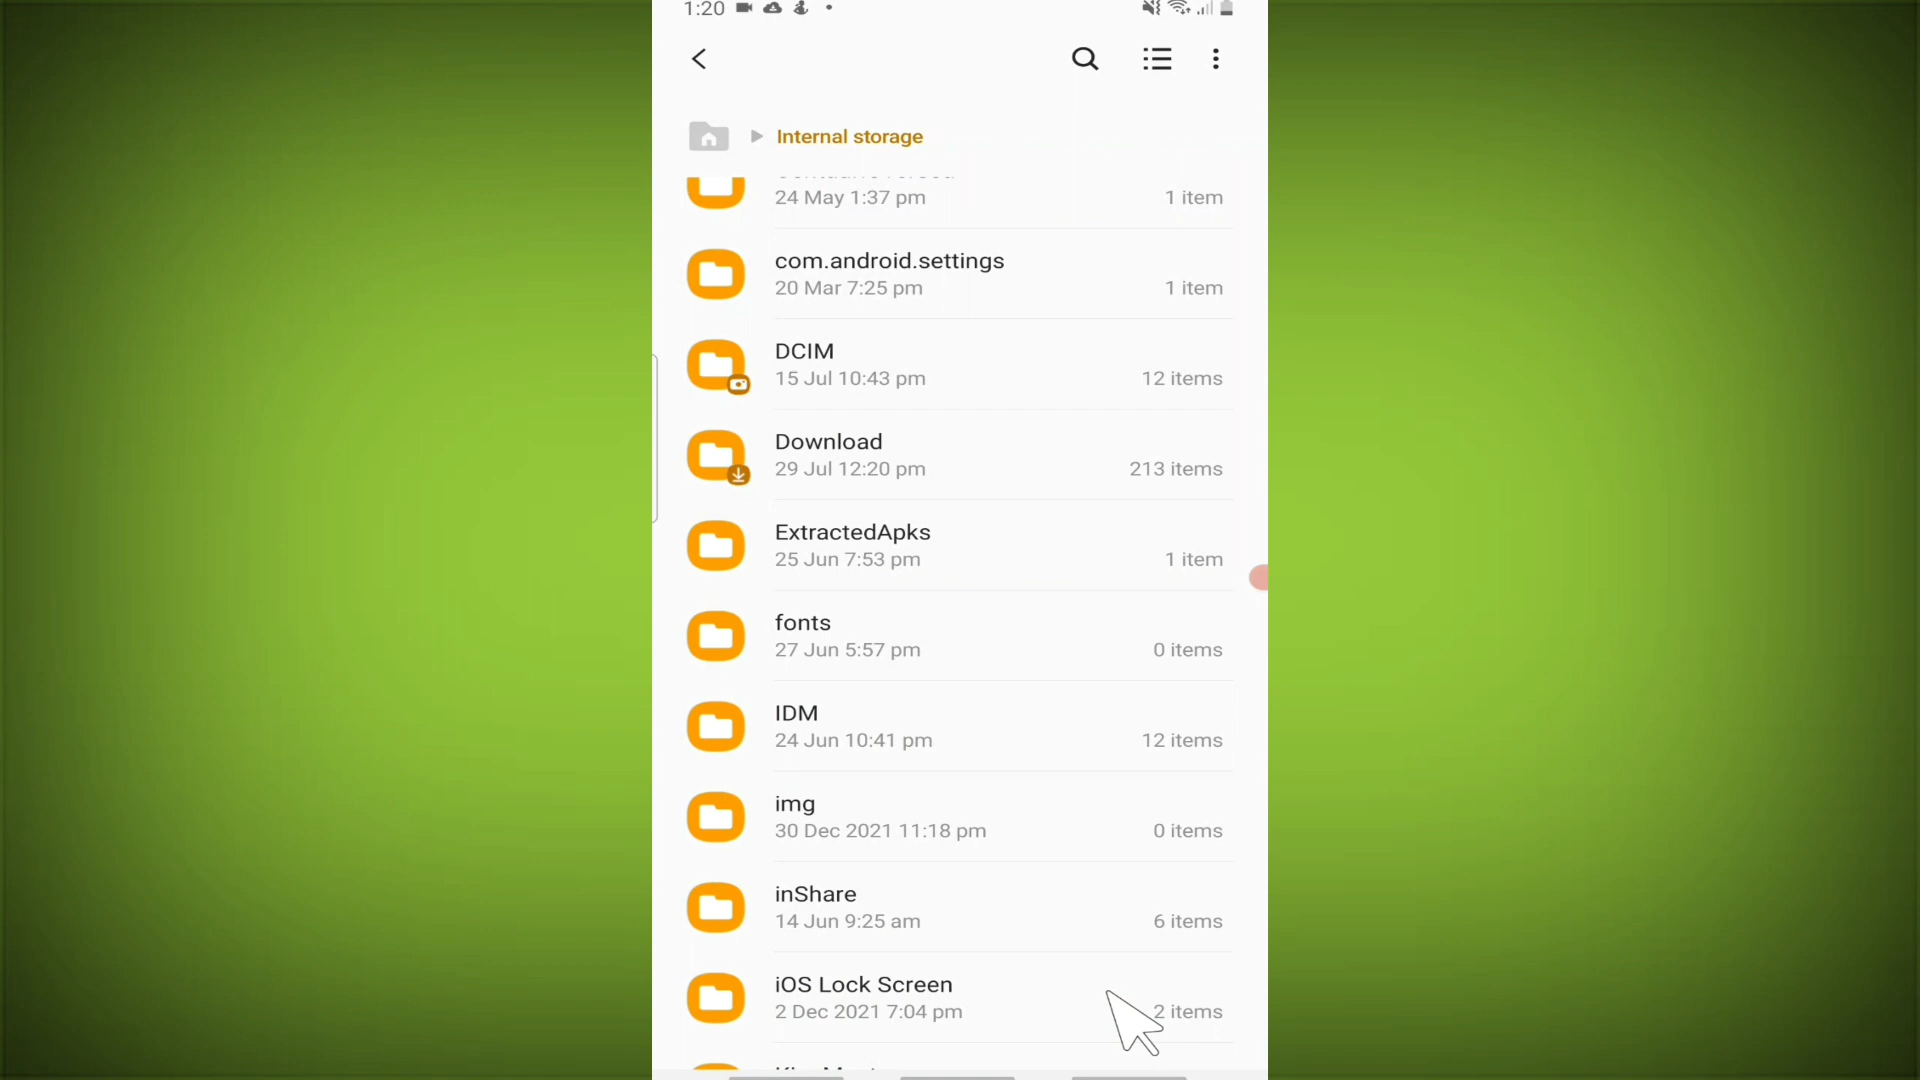 1:20
Internal storage
24 May 1:37 pm 1 item
com.android.settings
20 Mar 7:25 pm 1 item
DCIM
15 Jul 10:43 pm 12 items
Download
29 Jul 12:20 pm 213 items
ExtractedApks
25 Jun 7:53 pm 1 item
fonts
27 Jun 5:57 pm 0 items
IDM
24 Jun 10:41 pm 12 items
img
30 Dec 2021 11:18 pm 0 items
inShare
14 Jun 9:25 am 6 items
iOS Lock Screen
2 Dec 2021 7:04 pm 2 items